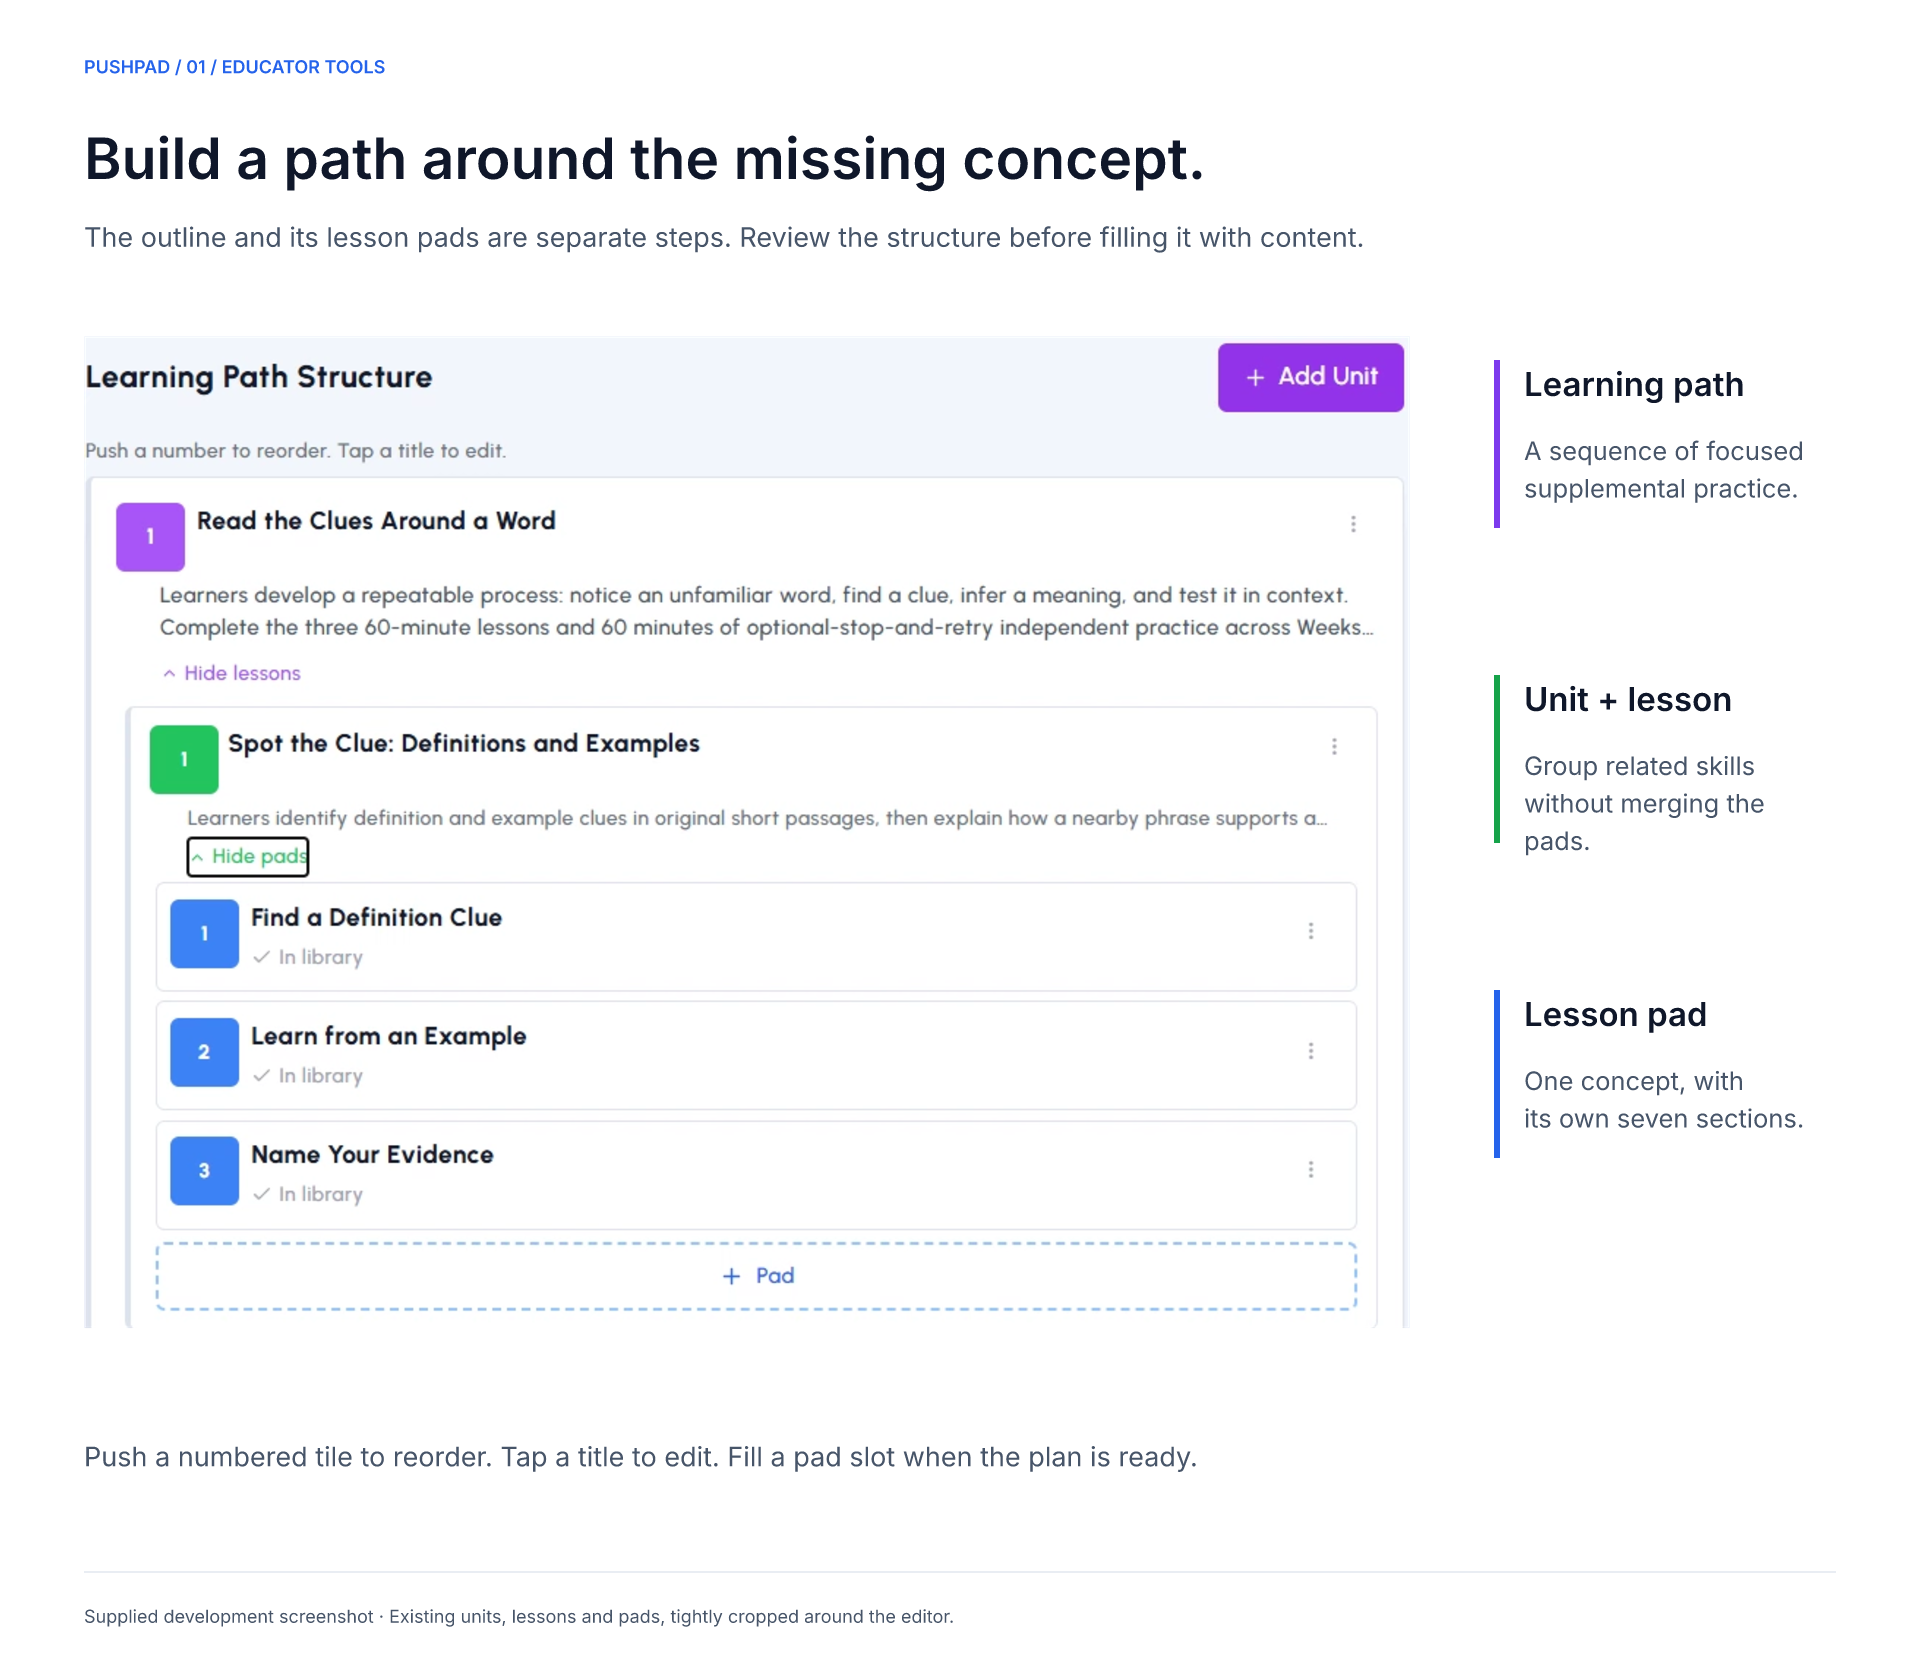 PUSHPAD / 01 / EDUCATOR TOOLS
Build a path around the missing concept.
The outline and its lesson pads are separate steps. Review the structure before filling it with content.
Learning Path Structure
+ Add Unit
Push a number to reorder. Tap a title to edit.
1
Read the Clues Around a Word
Learners develop a repeatable process: notice an unfamiliar word, find a clue, infer a meaning, and test it in context.
Complete the three 60-minute lessons and 60 minutes of optional-stop-and-retry independent practice across Weeks...
Hide lessons
1
Spot the Clue: Definitions and Examples
Learners identify definition and example clues in original short passages, then explain how a nearby phrase supports a...
Hide pads
1
Find a Definition Clue
In library
2
Learn from an Example
In library
3
Name Your Evidence
In library
+ Pad
Learning path
A sequence of focused
supplemental practice.
Unit + lesson
Group related skills
without merging the
pads.
Lesson pad
One concept, with
its own seven sections.
Push a numbered tile to reorder. Tap a title to edit. Fill a pad slot when the plan is ready.
Supplied development screenshot · Existing units, lessons and pads, tightly cropped around the editor.